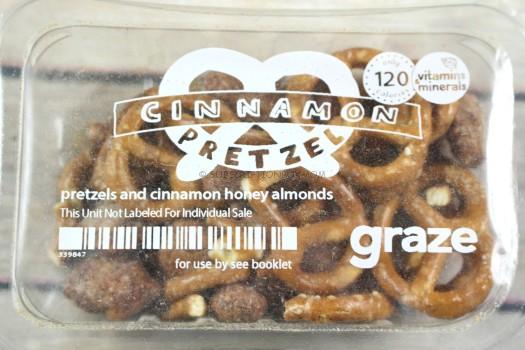 only
120
calories
vitamins
minerals
CINNAMON
PRETZEL
pretzels and cinnamon honey almonds
This Unit Not Labeled For Individual Sale
339847
for use by see booklet
graze